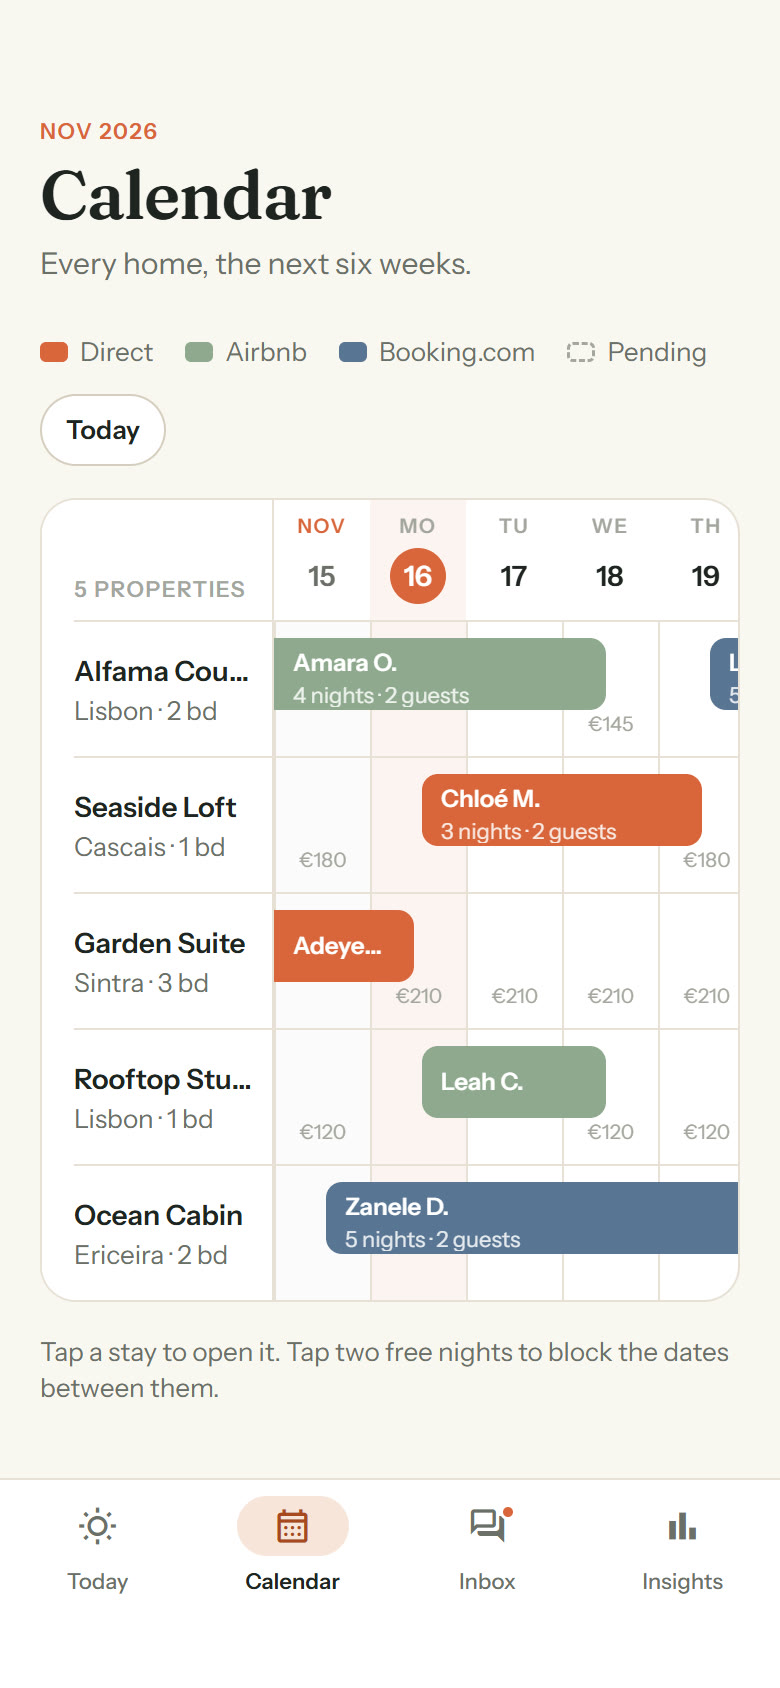 NOV 2026
Calendar
Every home, the next six weeks.
Direct Airbnb Booking.com Pending
Today
5 PROPERTIES
NOV MO TU WE TH
15 16 17 18 19
Alfama Cou...
Lisbon · 2 bd
Amara O.
4 nights · 2 guests
€145
L
5
Seaside Loft
Cascais · 1 bd
€180
Chloé M.
3 nights · 2 guests
€180
Garden Suite
Sintra · 3 bd
Adeye...
€210 €210 €210 €210
Rooftop Stu...
Lisbon · 1 bd
€120
Leah C.
€120 €120
Ocean Cabin
Ericeira · 2 bd
Zanele D.
5 nights · 2 guests
Tap a stay to open it. Tap two free nights to block the dates
between them.
Today Calendar Inbox Insights